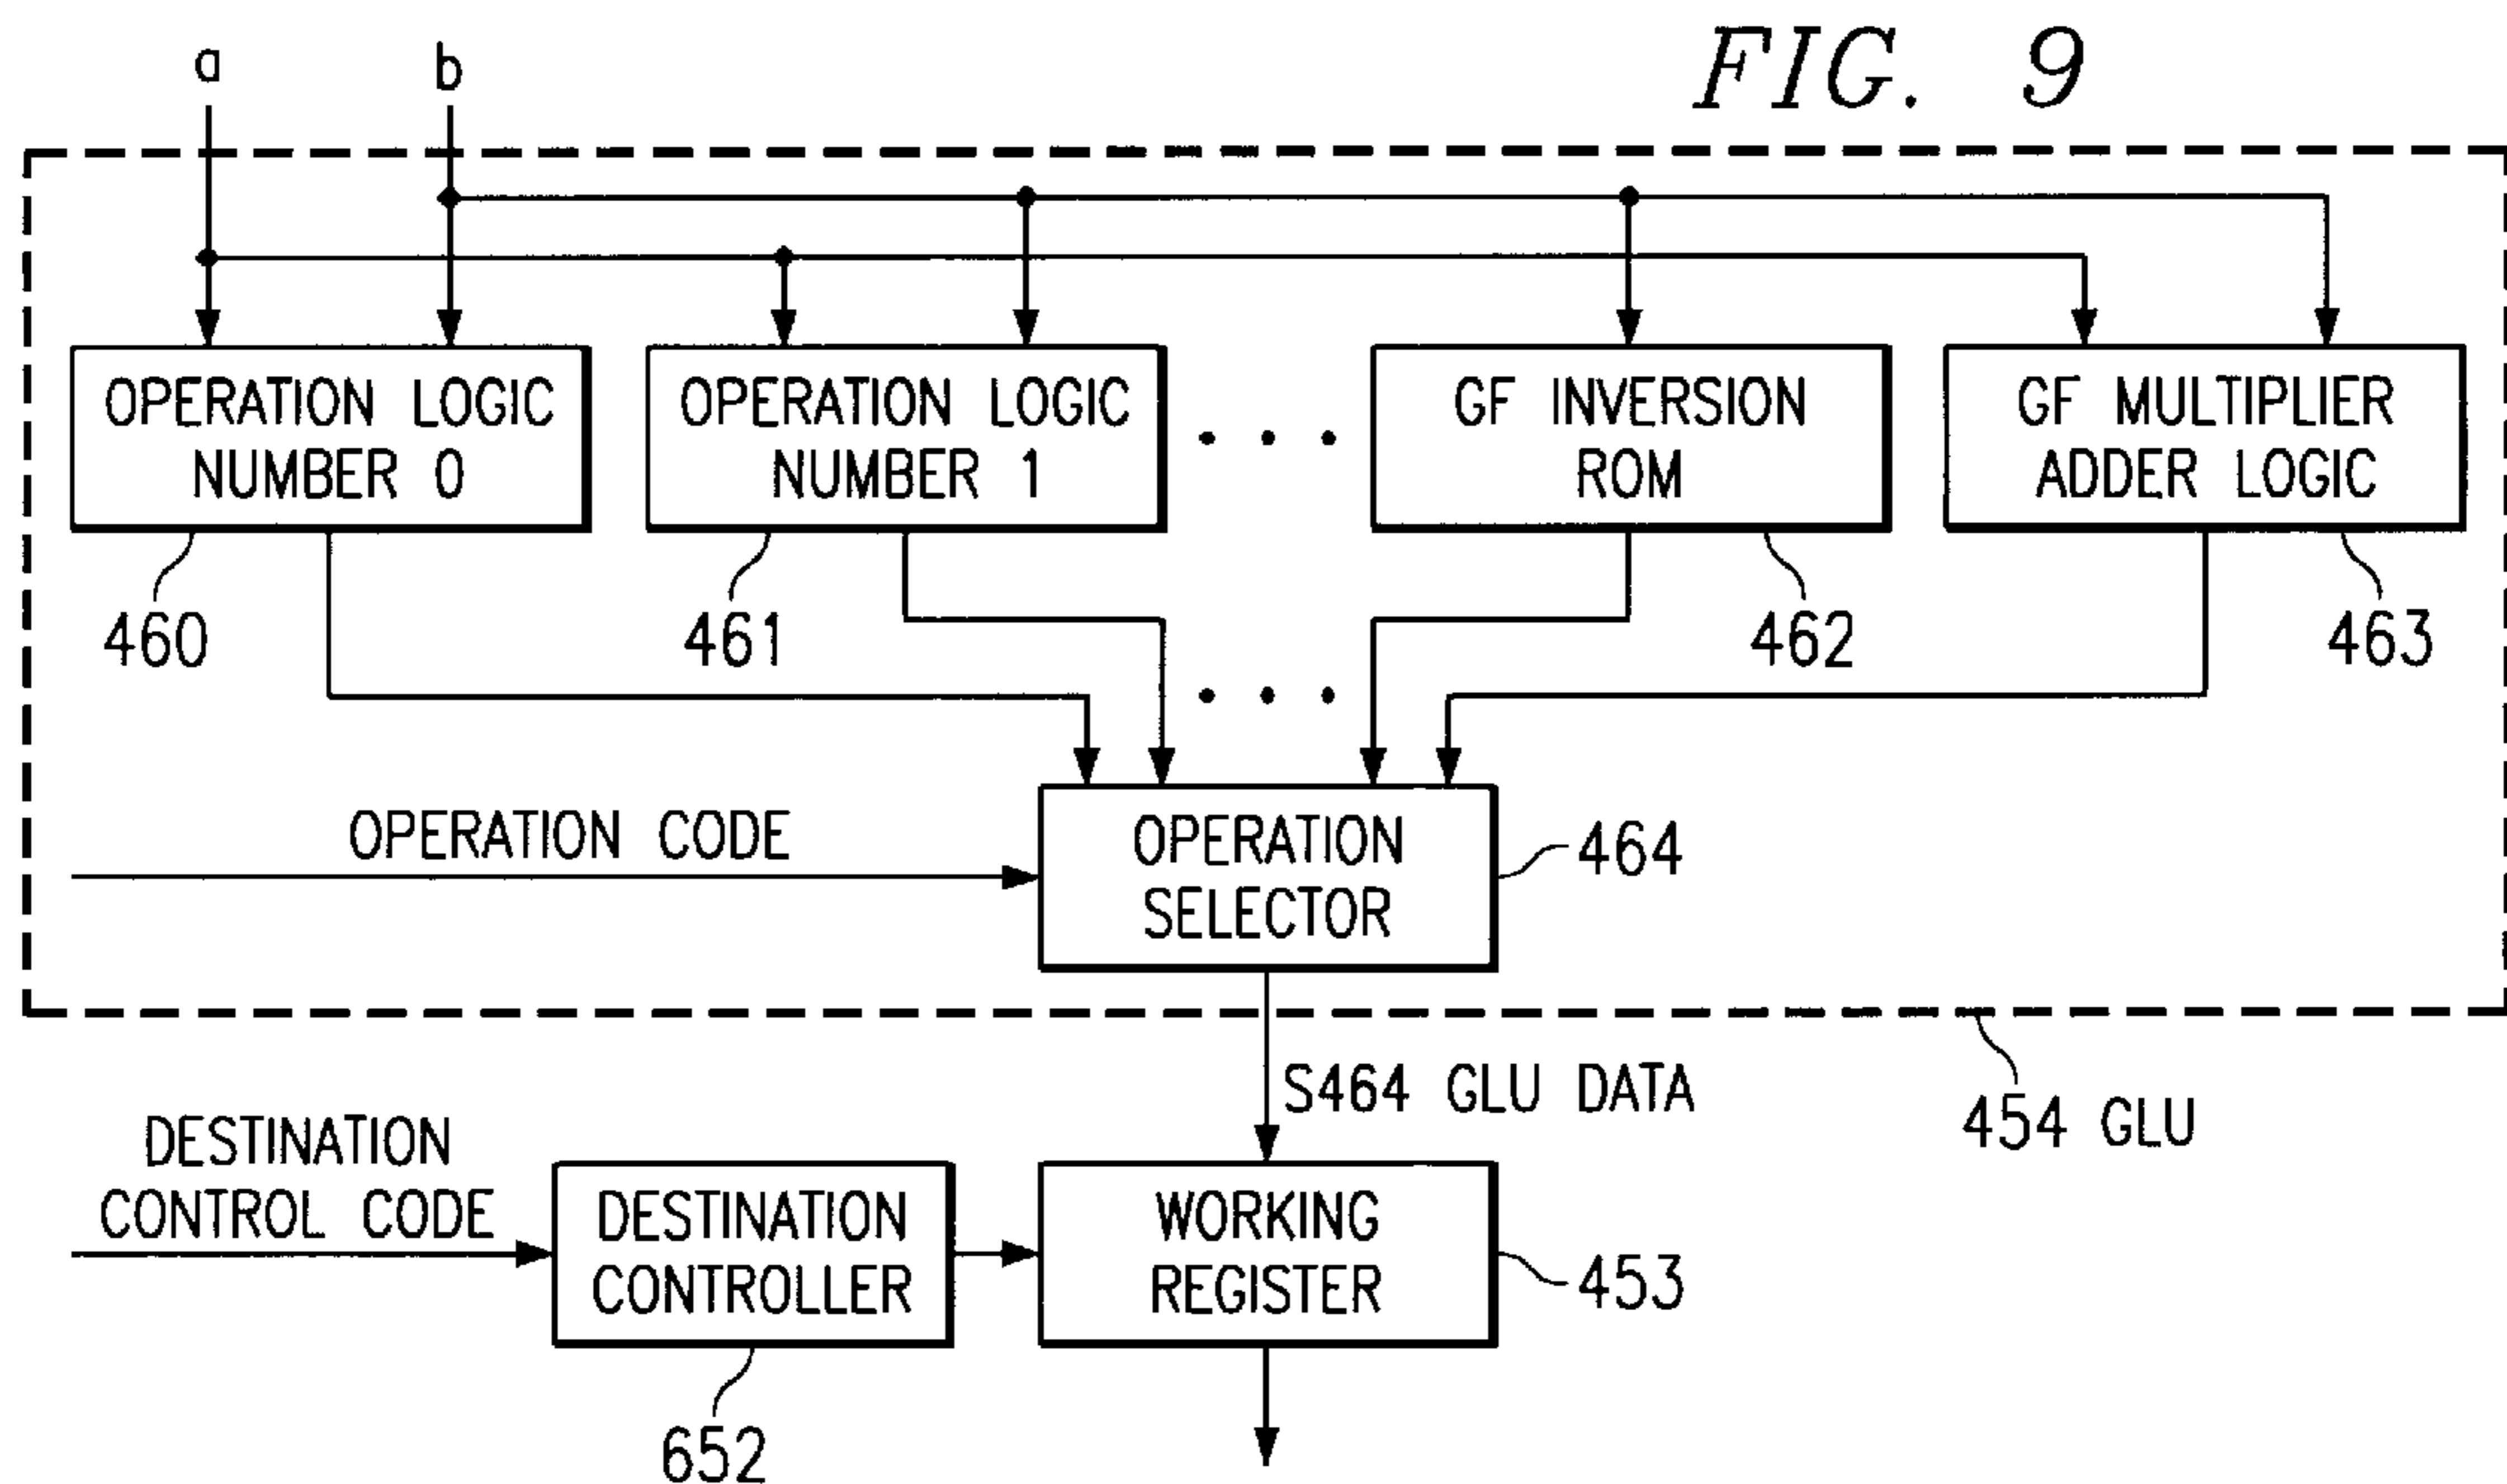 FIG. 9
a
b
OPERATION LOGIC
NUMBER 0
OPERATION LOGIC
NUMBER 1
GF INVERSION
ROM
GF MULTIPLIER
ADDER LOGIC
460
461
462
463
OPERATION CODE
OPERATION
SELECTOR
464
S464 GLU DATA
454 GLU
DESTINATION
CONTROL CODE
DESTINATION
CONTROLLER
WORKING
REGISTER
453
652